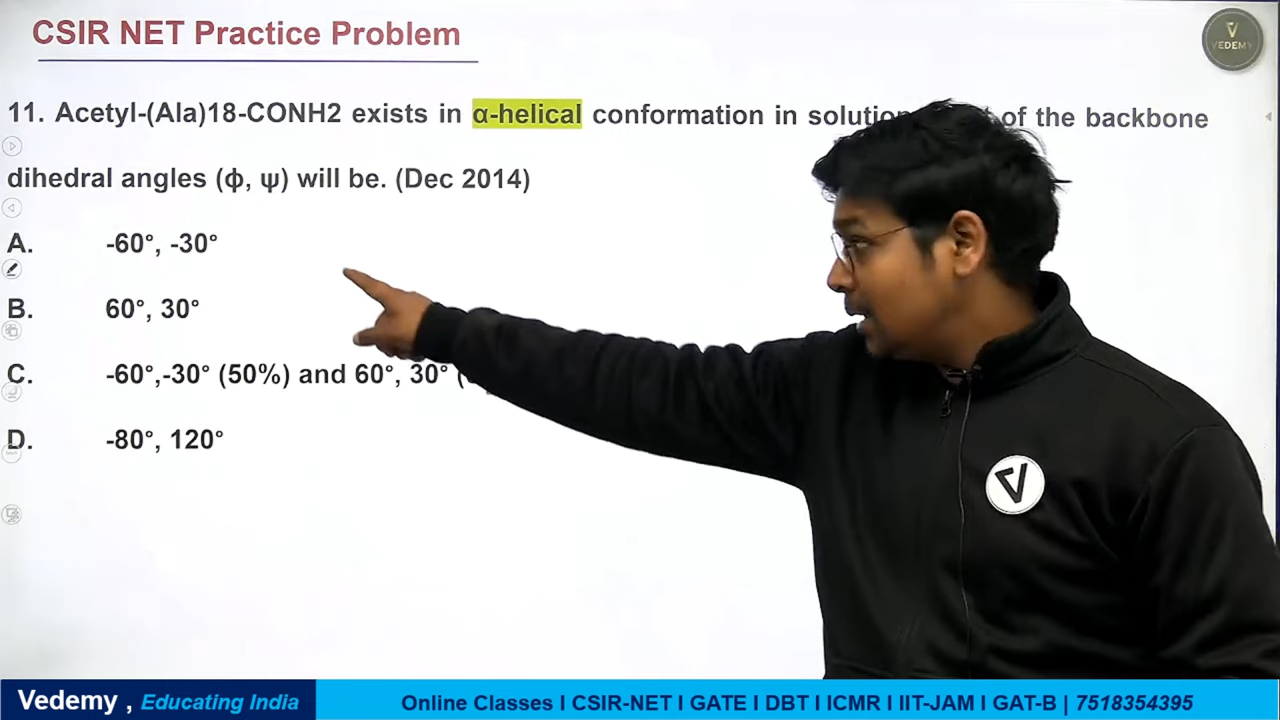 CSIR NET Practice Problem
VEDEMY
11. Acetyl-(Ala)18-CONH2 exists in α-helical conformation in solution of the backbone
dihedral angles (ϕ, ψ) will be. (Dec 2014)
A. -60°, -30°
B. 60°, 30°
C. -60°,-30° (50%) and 60°, 30° (
D. -80°, 120°
Vedemy , Educating India
Online Classes I CSIR-NET I GATE I DBT I ICMR I IIT-JAM I GAT-B | 7518354395